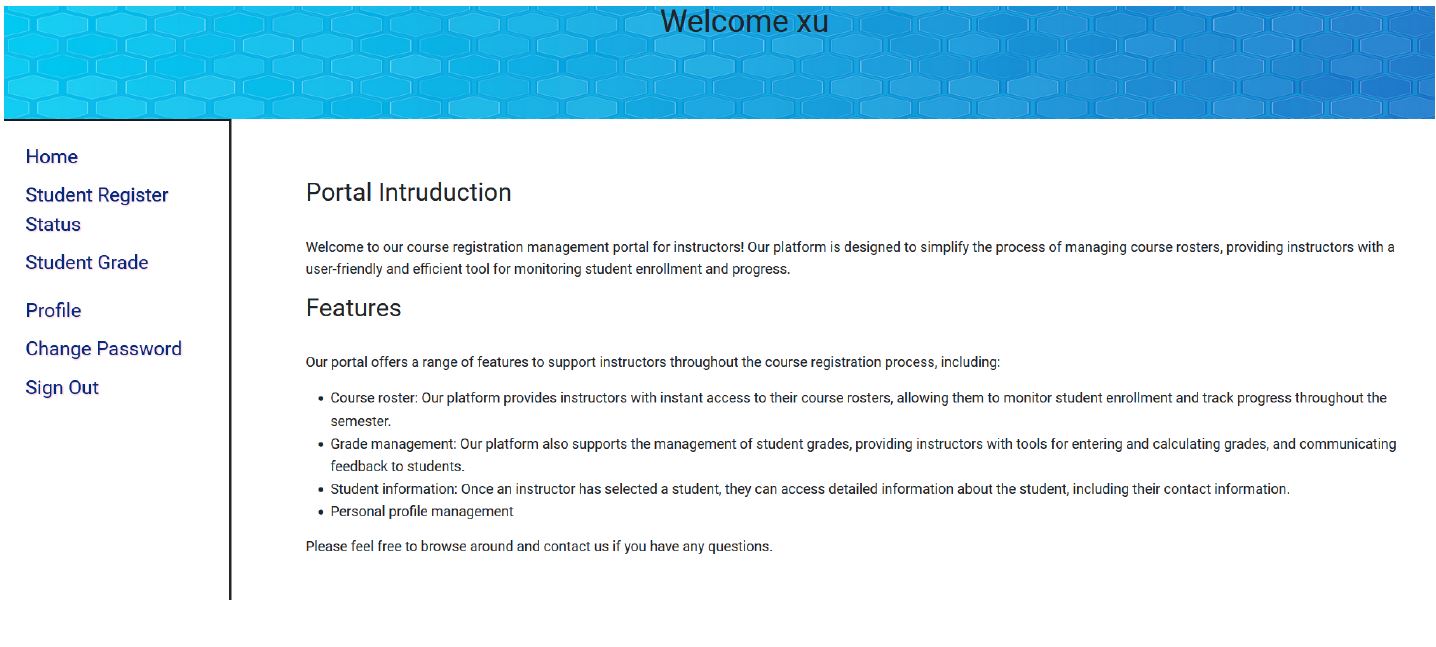 Welcome xu
Home
Student Register
Status
Student Grade
Profile
Change Password
Sign Out
Portal Intruduction
Welcome to our course registration management portal for instructors! Our platform is designed to simplify the process of managing course rosters, providing instructors with a
user-friendly and efficient tool for monitoring student enrollment and progress.
Features
Our portal offers a range of features to support instructors throughout the course registration process, including:
• Course roster: Our platform provides instructors with instant access to their course rosters, allowing them to monitor student enrollment and track progress throughout the
semester.
• Grade management: Our platform also supports the management of student grades, providing instructors with tools for entering and calculating grades, and communicating
feedback to students.
• Student information: Once an instructor has selected a student, they can access detailed information about the student, including their contact information.
• Personal profile management
Please feel free to browse around and contact us if you have any questions.